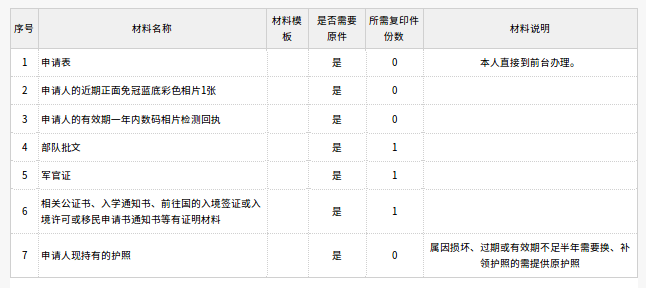 序号 材料名称 材料模板 是否需要原件 所需复印件份数 材料说明
1 申请表 是 0 本人直接到前台办理。
2 申请人的近期正面免冠蓝底彩色相片1张 是 0
3 申请人的有效期一年内数码相片检测回执 是 0
4 部队批文 是 1
5 军官证 是 1
6 相关公证书、入学通知书、前往国的入境签证或入
境许可或移民申请书通知书等有证明材料 是 1
7 申请人现持有的护照 是 0 属因损坏、过期或有效期不足半年需要换、补
领护照的需提供原护照